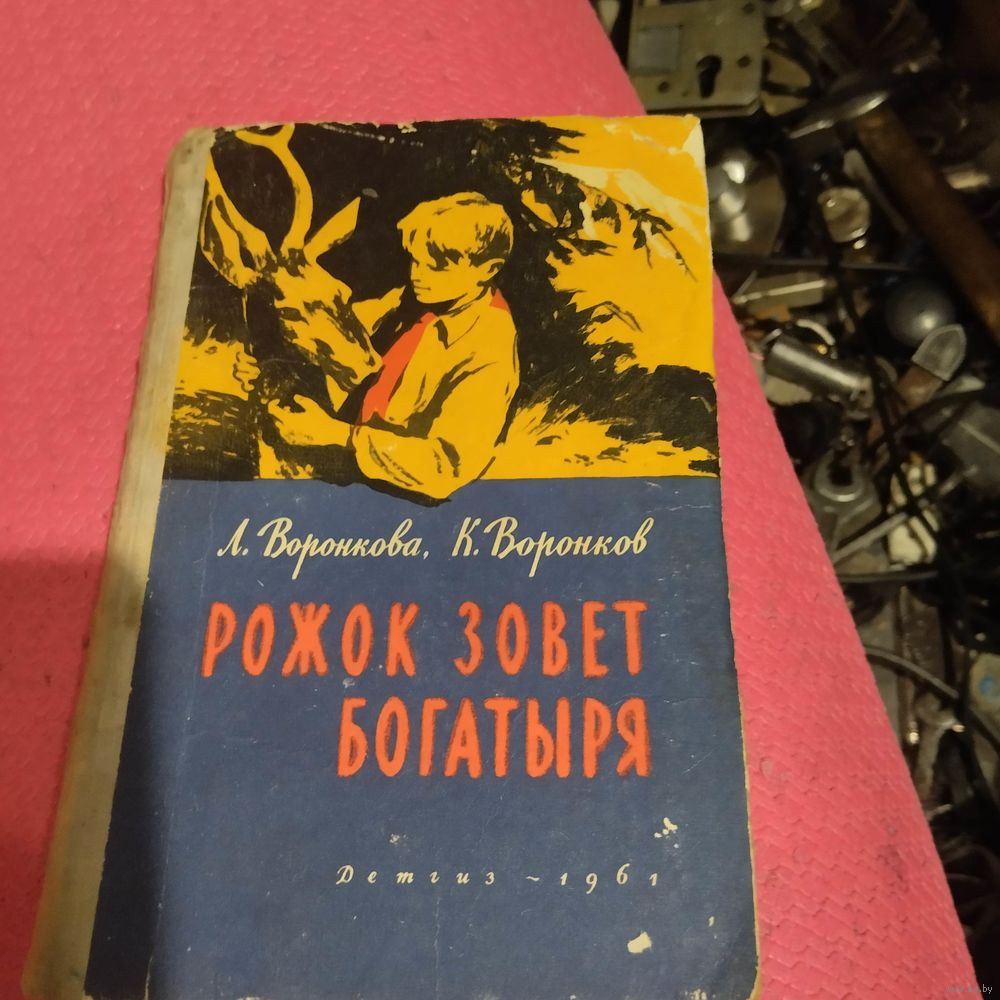 Л. Воронкова, К. Воронков
РОЖОК ЗОВЕТ
БОГАТЫРЯ
Детгиз ~ 1961